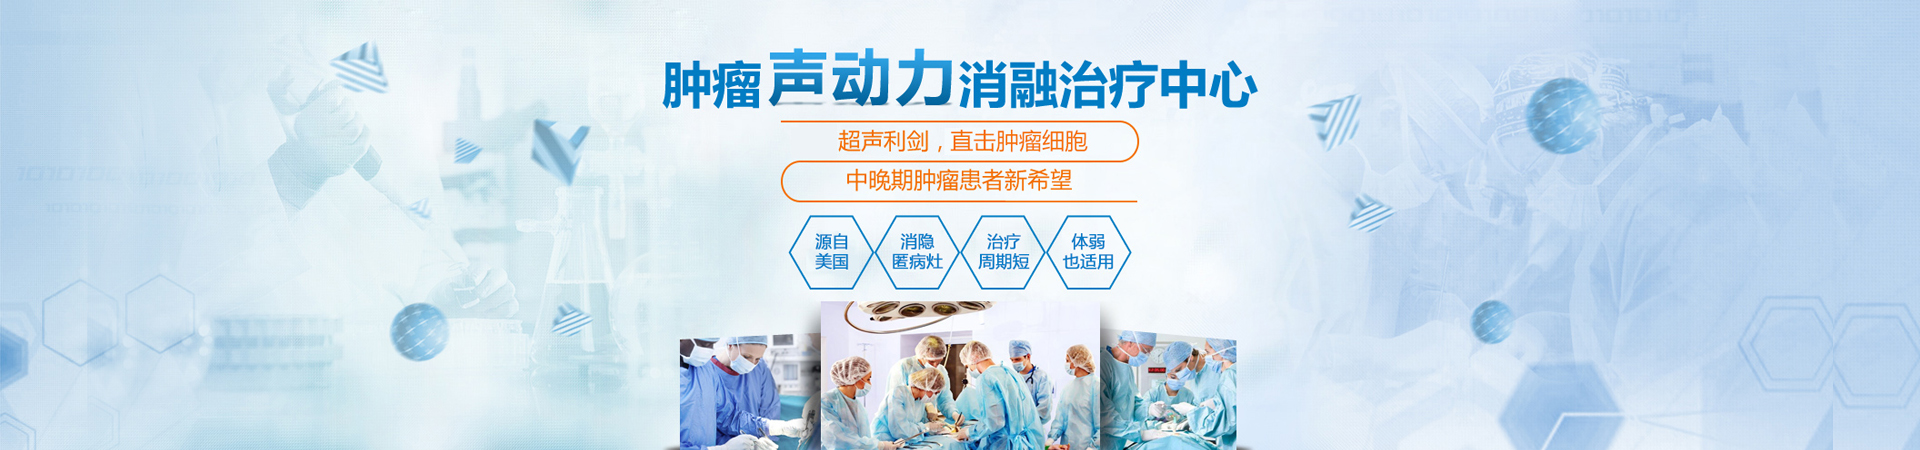 肿瘤声动力消融治疗中心
超声利剑，直击肿瘤细胞
中晚期肿瘤患者新希望
源自
美国
消隐
匿病灶
治疗
周期短
体弱
也适用